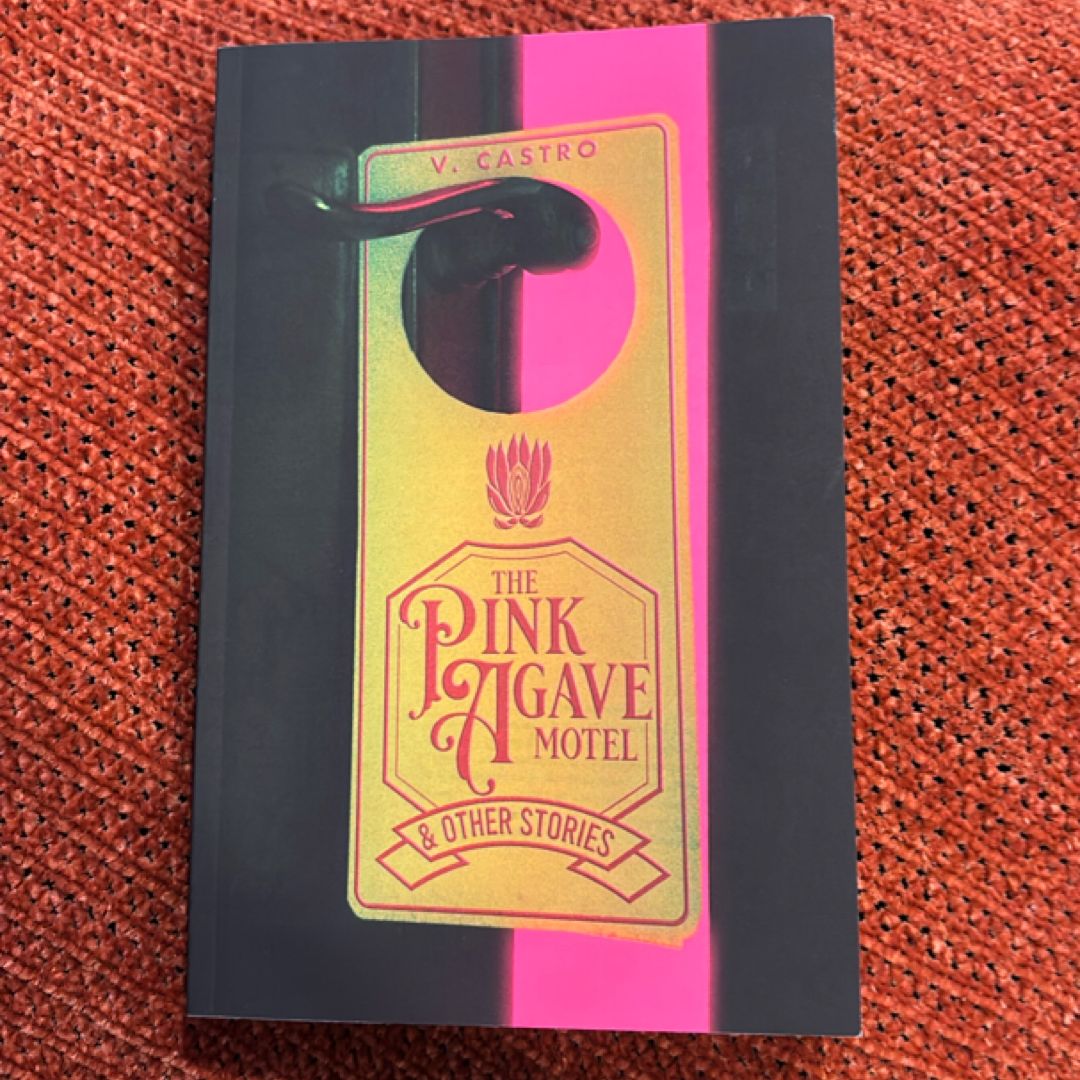 V. CASTRO
THE
PINK
AGAVE
MOTEL
& OTHER STORIES